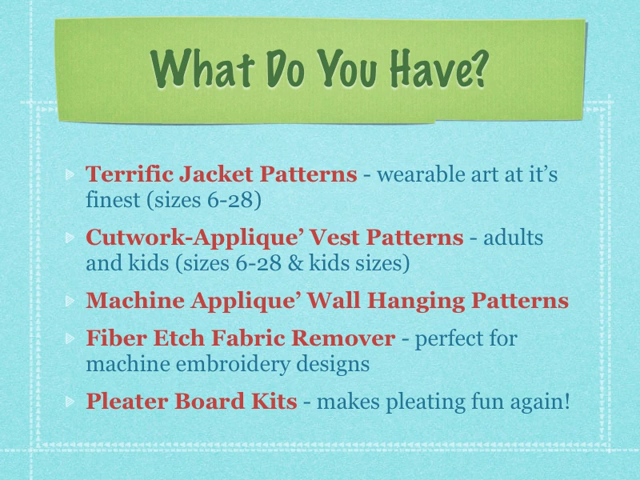 What Do You Have?
Terrific Jacket Patterns - wearable art at it’s
finest (sizes 6-28)
Cutwork-Applique’ Vest Patterns - adults
and kids (sizes 6-28 & kids sizes)
Machine Applique’ Wall Hanging Patterns
Fiber Etch Fabric Remover - perfect for
machine embroidery designs
Pleater Board Kits - makes pleating fun again!